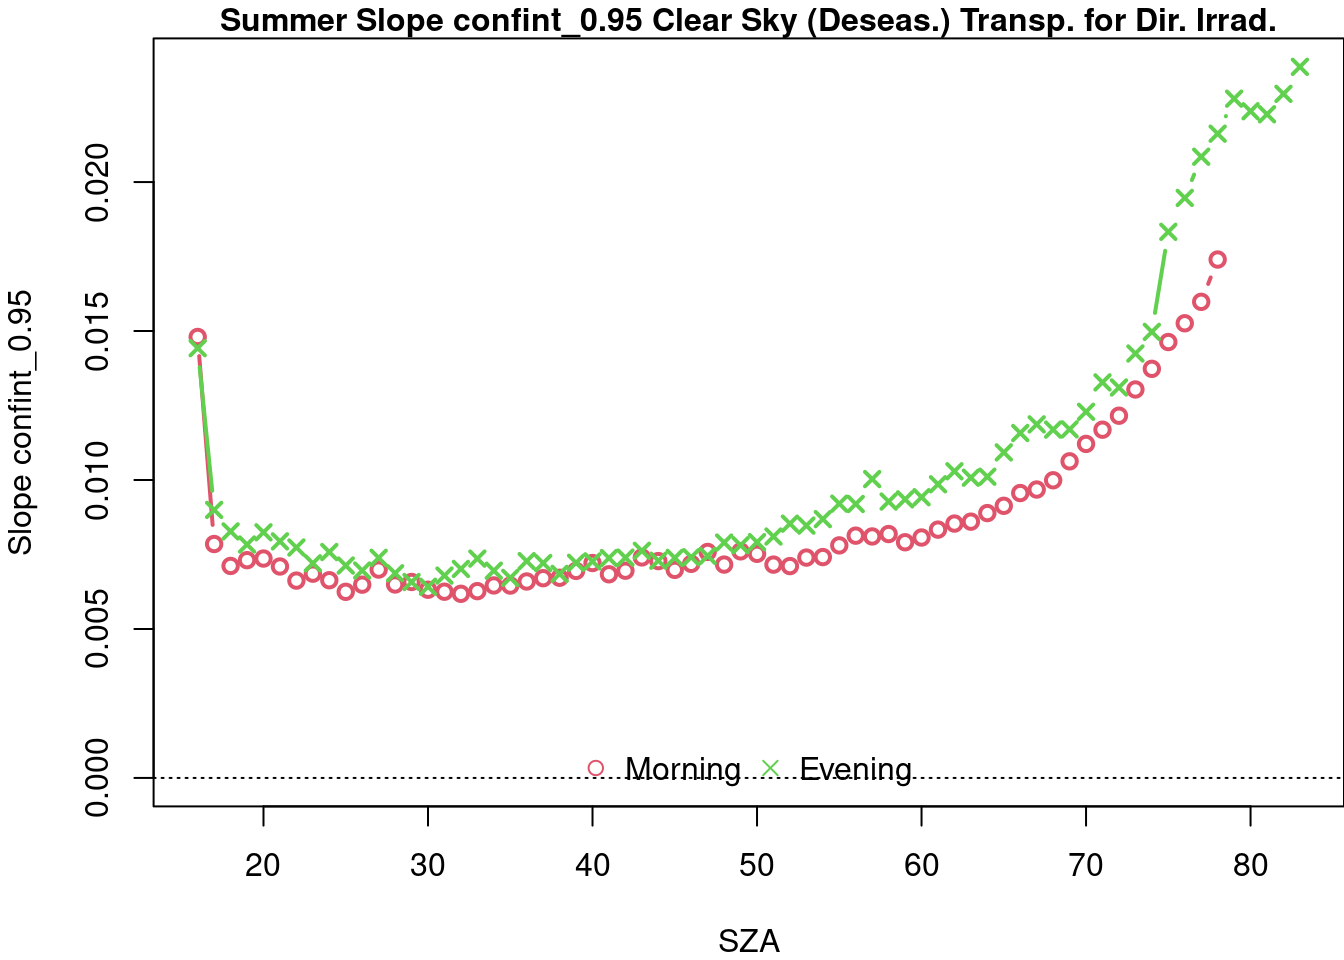 Summer Slope confint_0.95 Clear Sky (Deseas.) Transp. for Dir. Irrad.
Slope confint_0.95
0.020
0.015
0.010
0.005
0.000
Morning Evening
20 30 40 50 60 70 80
SZA